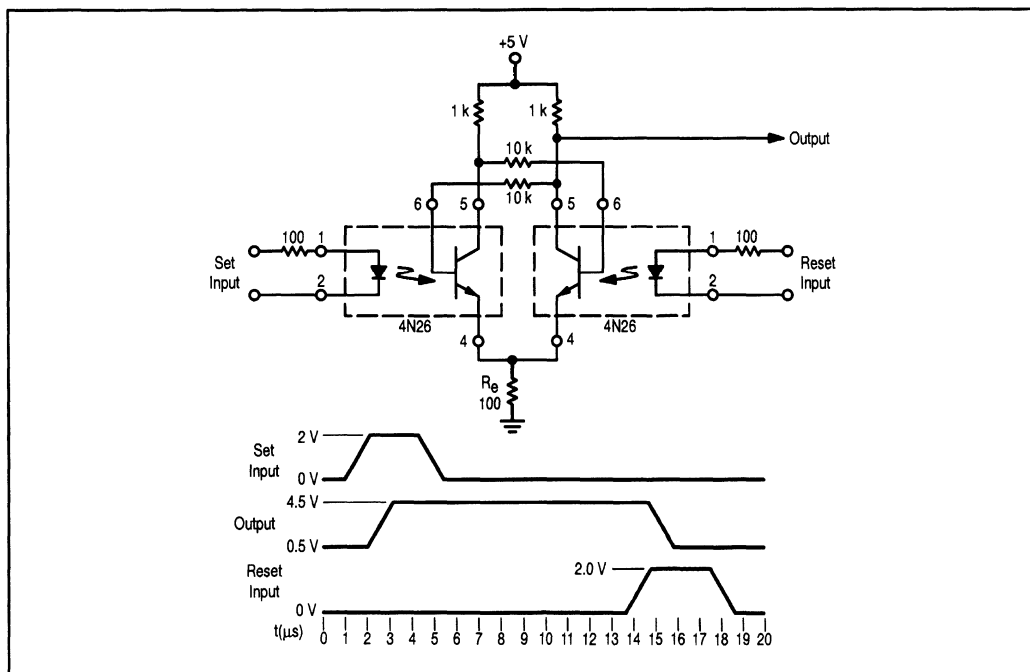 +5 V
1 k 1 k
Output
10 k
10 k
6 5 5 6
100 1 1 100
Set Input
Reset Input
2 2
4N26 4N26
4 4
Re
100
2 V
Set
Input
0 V
4.5 V
Output
0.5 V
Reset
Input
2.0 V
0 V
t(μs)
0 1 2 3 4 5 6 7 8 9 10 11 12 13 14 15 16 17 18 19 20